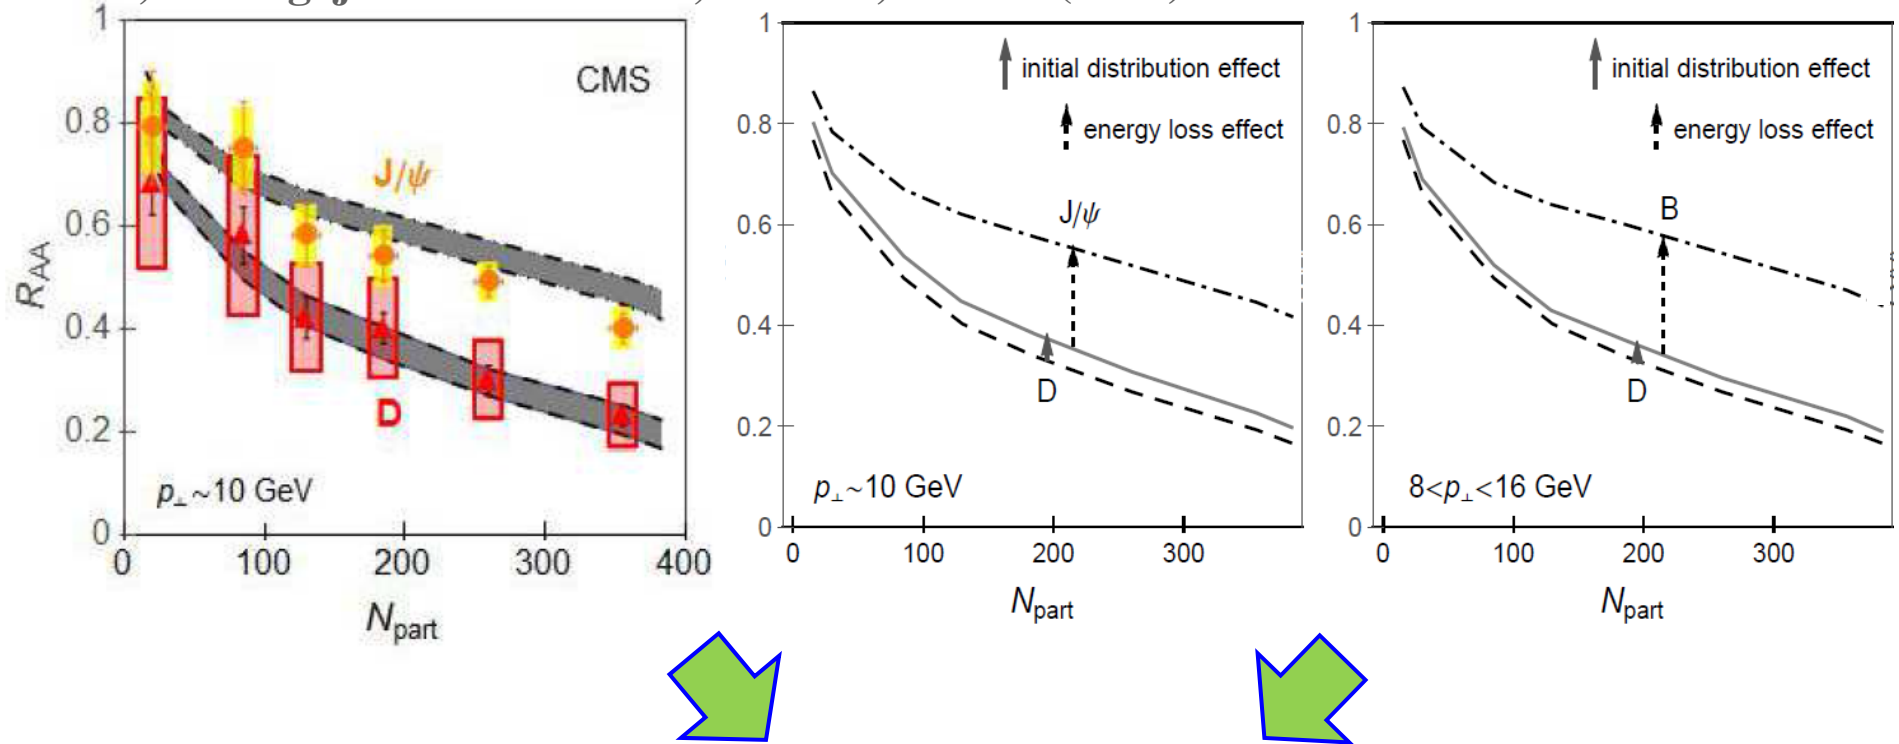 1
CMS
0.8
J/ψ
0.6
R_AA
0.4
D
0.2
p⊥~10 GeV
0
0 100 200 300 400
N_part
1
initial distribution effect
0.8
energy loss effect
J/ψ
0.6
0.4
D
0.2
p⊥~10 GeV
0
0 100 200 300
N_part
1
initial distribution effect
0.8
energy loss effect
B
0.6
0.4
D
0.2
8<p⊥<16 GeV
0
0 100 200 300
N_part